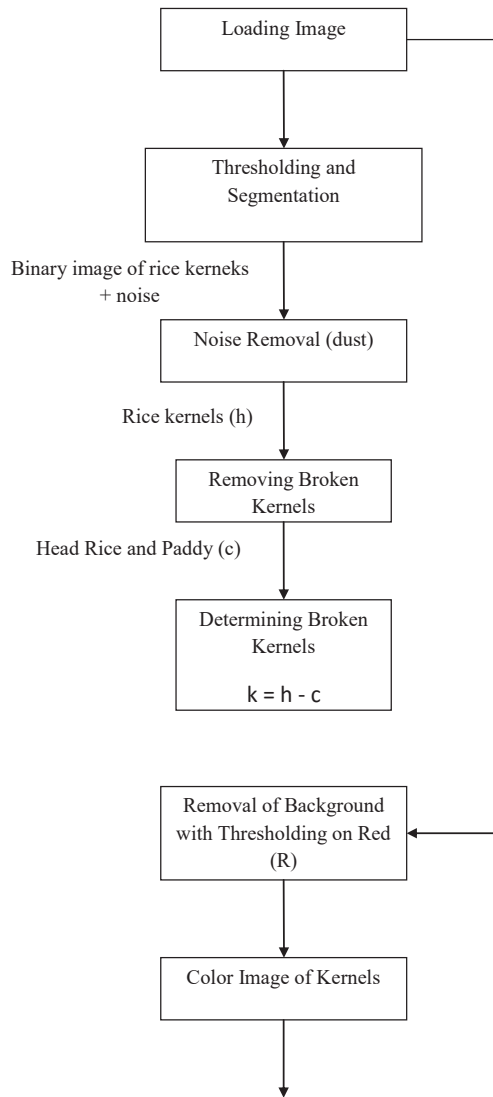 Loading Image
Thresholding and
Segmentation
Binary image of rice kerneks
+ noise
Noise Removal (dust)
Rice kernels (h)
Removing Broken
Kernels
Head Rice and Paddy (c)
Determining Broken
Kernels
k = h - c
Removal of Background
with Thresholding on Red
(R)
Color Image of Kernels